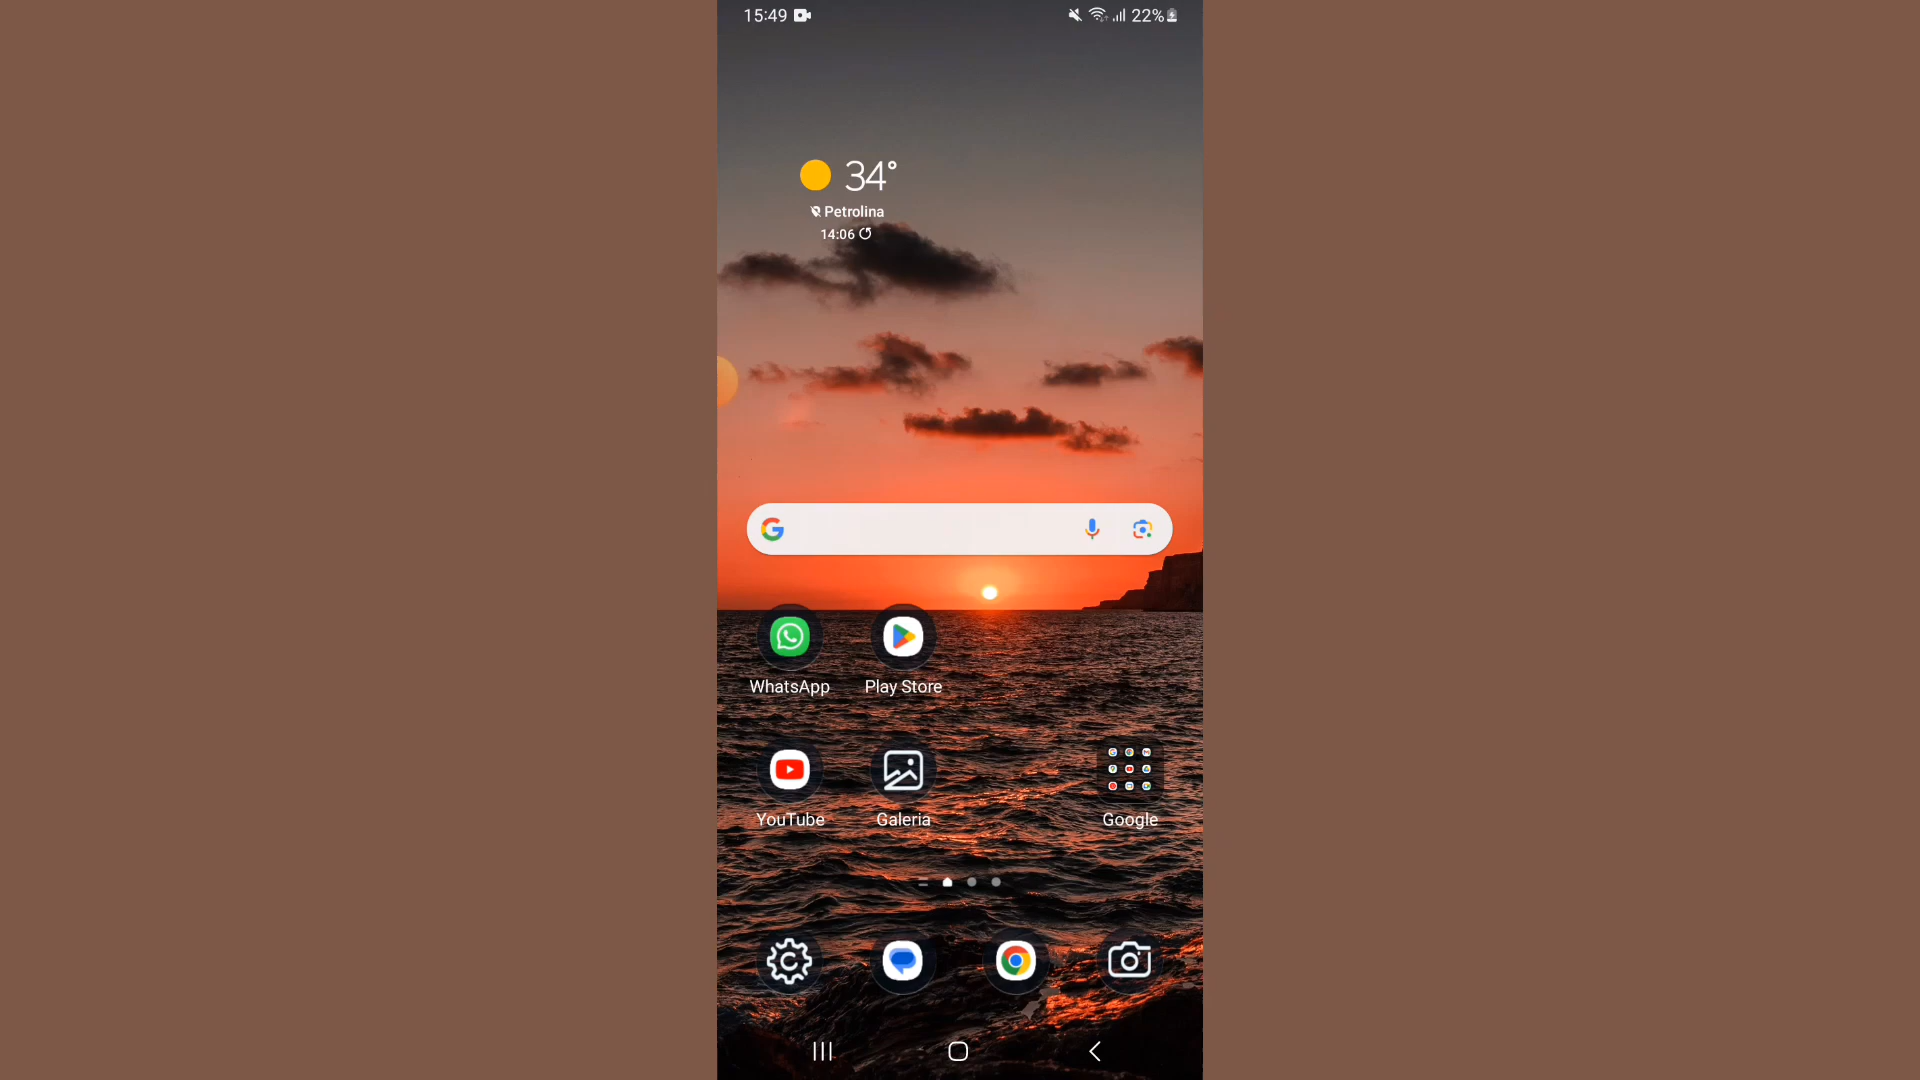 15:49
22%
34°
Petrolina
14:06
WhatsApp
Play Store
YouTube
Galeria
Google